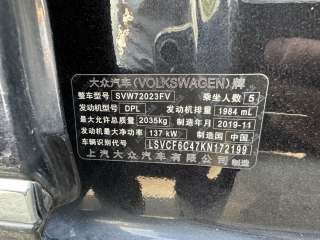 大众汽车(VOLKSWAGEN)牌
整车型号 SVW72023FV 乘坐人数 5
发动机型号 DPL 发动机排量 1984 mL
最大允许总质量 2035kg 制造年月 2019-11
发动机最大净功率 137 kW 制造国 中国
车辆识别代号 LSVCF6C47KN172199
上汽大众汽车有限公司制造